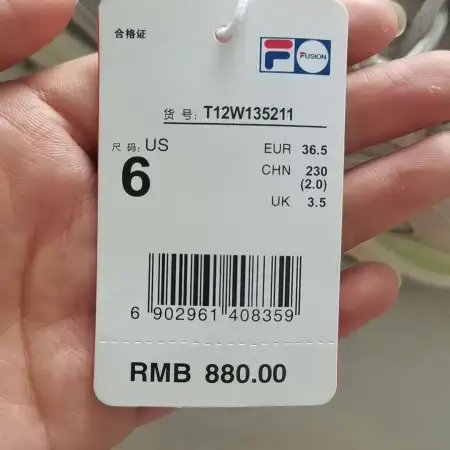 合格证
F FUSION
货 号: T12W135211
尺 码: US 6
EUR 36.5
CHN 230
(2.0)
UK 3.5
6 902961 408359
RMB 880.00